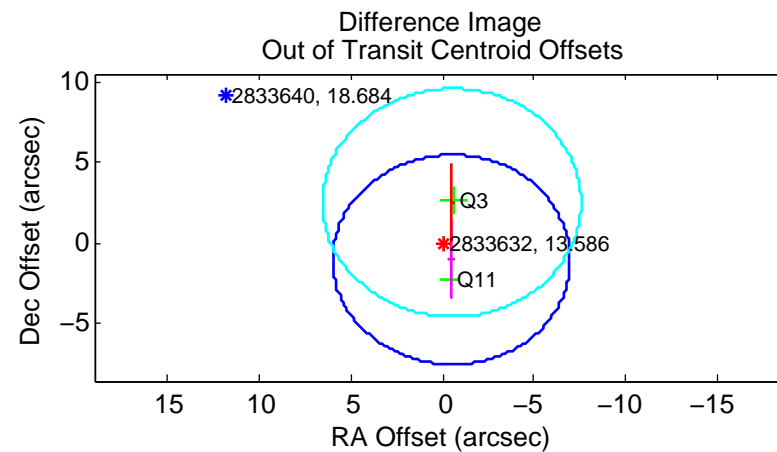 Difference Image
Out of Transit Centroid Offsets
10
5
0
−5
Dec Offset (arcsec)
2833640, 18.684
Q3
2833632, 13.586
Q11
15 10 5 0 −5 −10 −15
RA Offset (arcsec)